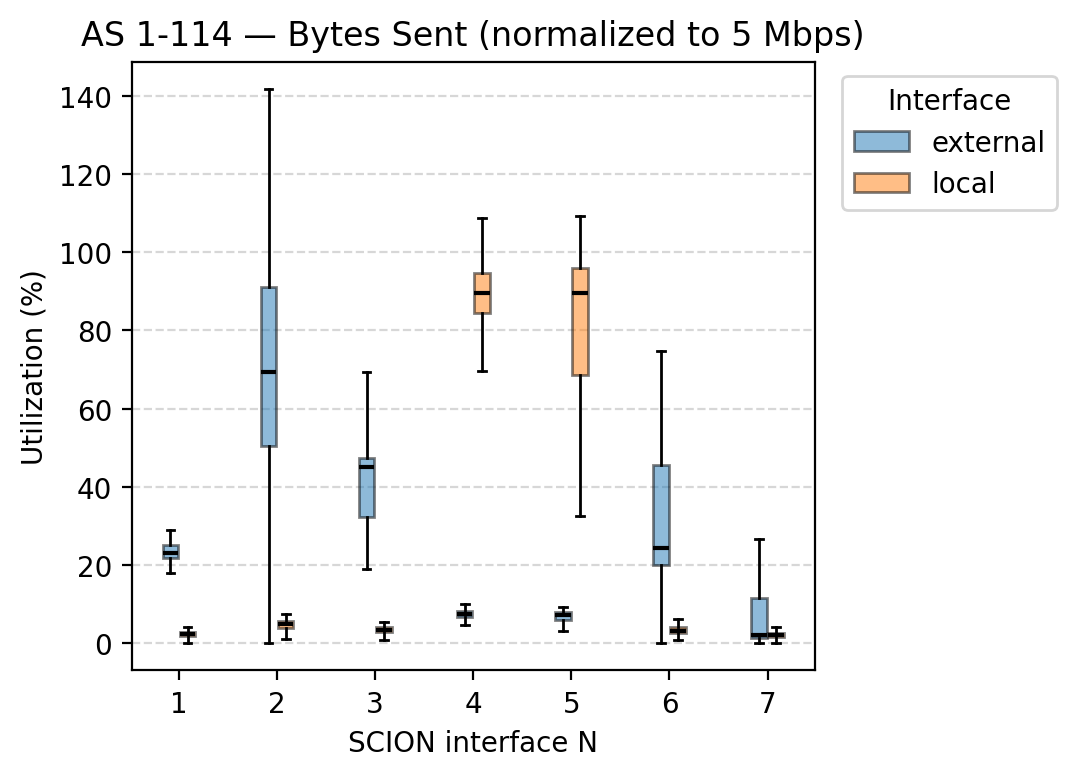 AS 1-114 — Bytes Sent (normalized to 5 Mbps)
Utilization (%)
140
120
100
80
60
40
20
0
1 2 3 4 5 6 7
SCION interface N
Interface
external
local